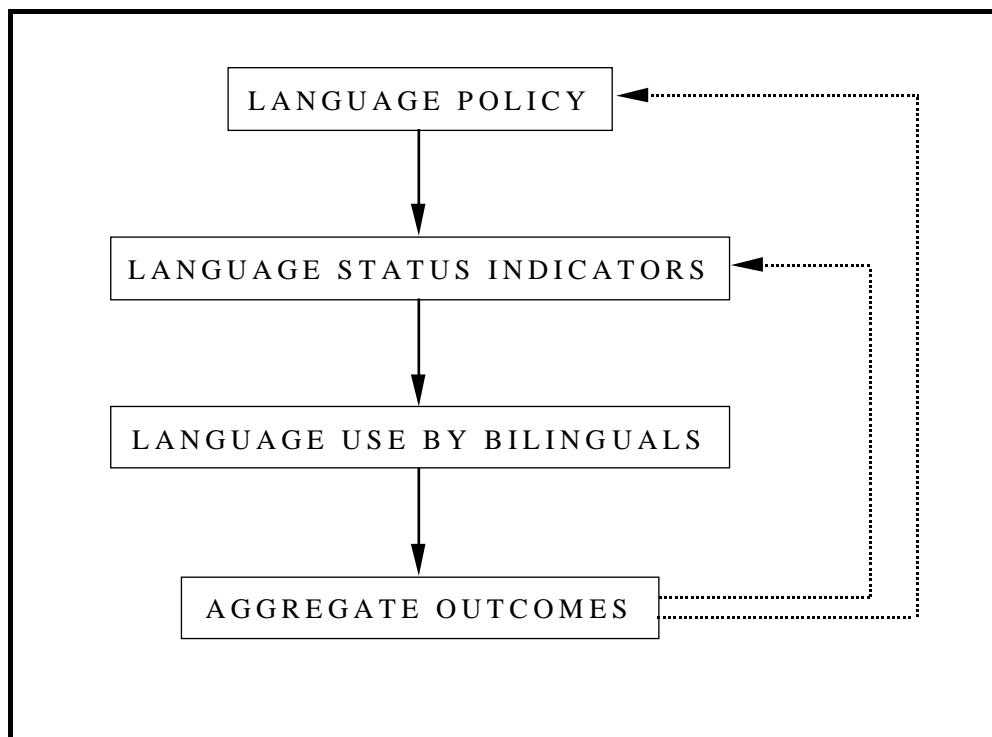 LANGUAGE POLICY
LANGUAGE STATUS INDICATORS
LANGUAGE USE BY BILINGUALS
AGGREGATE OUTCOMES